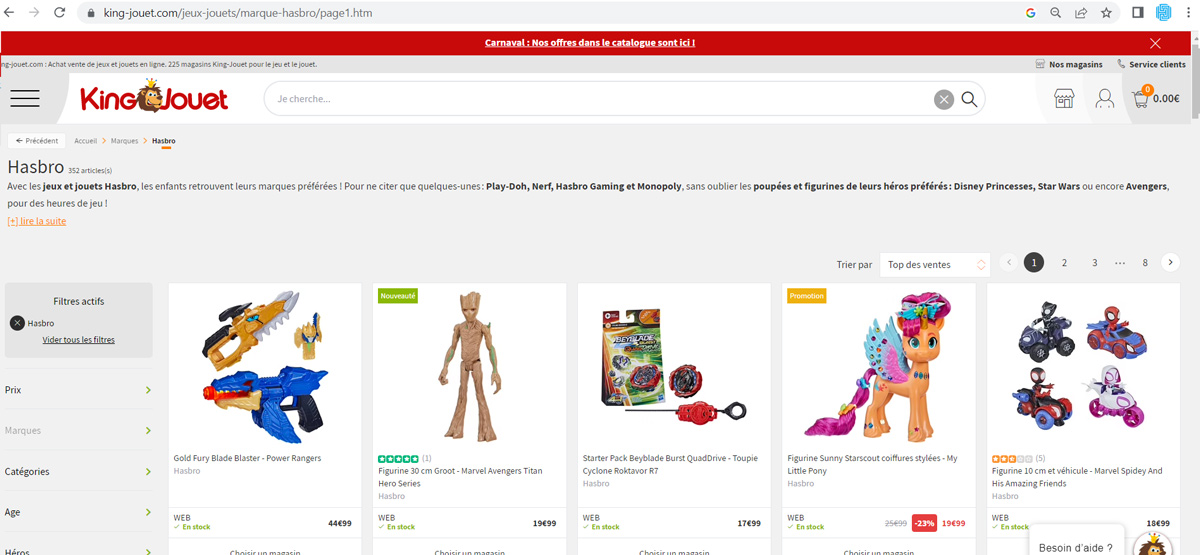 king-jouet.com/jeux-jouets/marque-hasbro/page1.htm
Carnaval : Nos offres dans le catalogue sont ici !
ng-jouet.com : Achat vente de jeux et jouets en ligne. 225 magasins King-Jouet pour le jeu et le jouet.
Nos magasins
Service clients
King Jouet
Je cherche...
0
0.00€
Précédent
Accueil
Marques
Hasbro
Hasbro 352 articles(s)
Avec les jeux et jouets Hasbro, les enfants retrouvent leurs marques préférées ! Pour ne citer que quelques-unes : Play-Doh, Nerf, Hasbro Gaming et Monopoly, sans oublier les poupées et figurines de leurs héros préférés : Disney Princesses, Star Wars ou encore Avengers,
pour des heures de jeu !
[+] lire la suite
Trier par
Top des ventes
1 2 3 ... 8
Filtres actifs
Hasbro
Vider tous les filtres
Prix
Marques
Catégories
Age
Héros
Gold Fury Blade Blaster - Power Rangers
Hasbro
WEB
En stock
44€99
Choisir un magasin
Nouveauté
(1)
Figurine 30 cm Groot - Marvel Avengers Titan
Hero Series
Hasbro
WEB
En stock
19€99
Choisir un magasin
BEYBLADE
BURST
Starter Pack Beyblade Burst QuadDrive - Toupie
Cyclone Roktavor R7
Hasbro
WEB
En stock
17€99
Choisir un magasin
Promotion
Figurine Sunny Starscout coiffures stylées - My
Little Pony
Hasbro
WEB
En stock
25€99
-23%
19€99
Choisir un magasin
(5)
Figurine 10 cm et véhicule - Marvel Spidey And
His Amazing Friends
Hasbro
WEB
En stock
18€99
Besoin d'aide ?